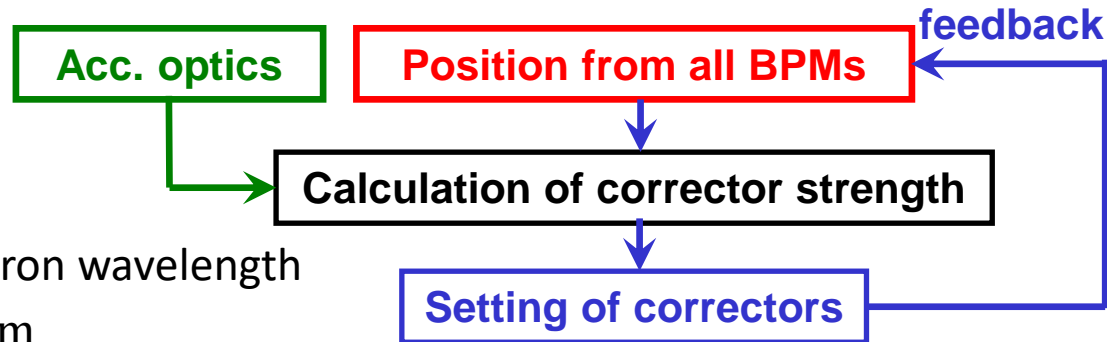 feedback
Acc. optics
Position from all BPMs
Calculation of corrector strength
ron wavelength
Setting of correctors
m